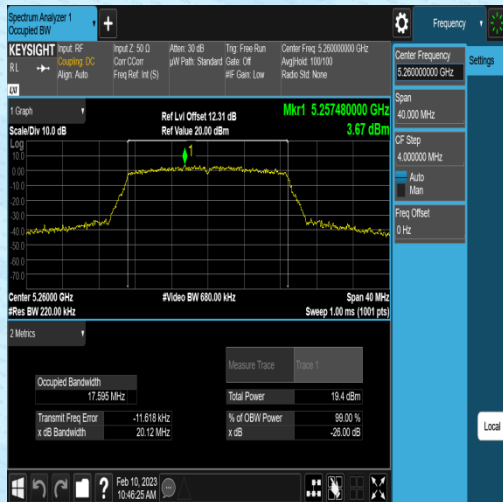 Spectrum Analyzer 1
Occupied BW
Frequency
KEYSIGHT
Input: RF
Input Z: 50 Ω
Atten: 30 dB
Trig: Free Run
Center Freq: 5.260000000 GHz
RL
Coupling: DC
Corr CCorr
µW Path: Standard
Gate: Off
Avg|Hold: 100/100
Align: Auto
Freq Ref: Int (S)
#IF Gain: Low
Radio Std: None
Center Frequency
5.260000000 GHz
Settings
Span
40.000 MHz
CF Step
4.000000 MHz
Auto
Man
Freq Offset
0 Hz
1 Graph
Ref Lvl Offset 12.31 dB
Mkr1 5.257480000 GHz
Scale/Div 10.0 dB
Ref Value 20.00 dBm
3.67 dBm
Log
10.0
0.00
-10.0
-20.0
-30.0
-40.0
-50.0
-60.0
-70.0
1
Center 5.26000 GHz
#Video BW 680.00 kHz
Span 40 MHz
#Res BW 220.00 kHz
Sweep 1.00 ms (1001 pts)
2 Metrics
Measure Trace
Trace 1
Occupied Bandwidth
17.595 MHz
Total Power
19.4 dBm
Transmit Freq Error
-11.618 kHz
% of OBW Power
99.00 %
x dB Bandwidth
20.12 MHz
x dB
-26.00 dB
Local
Feb 10, 2023
10:46:25 AM